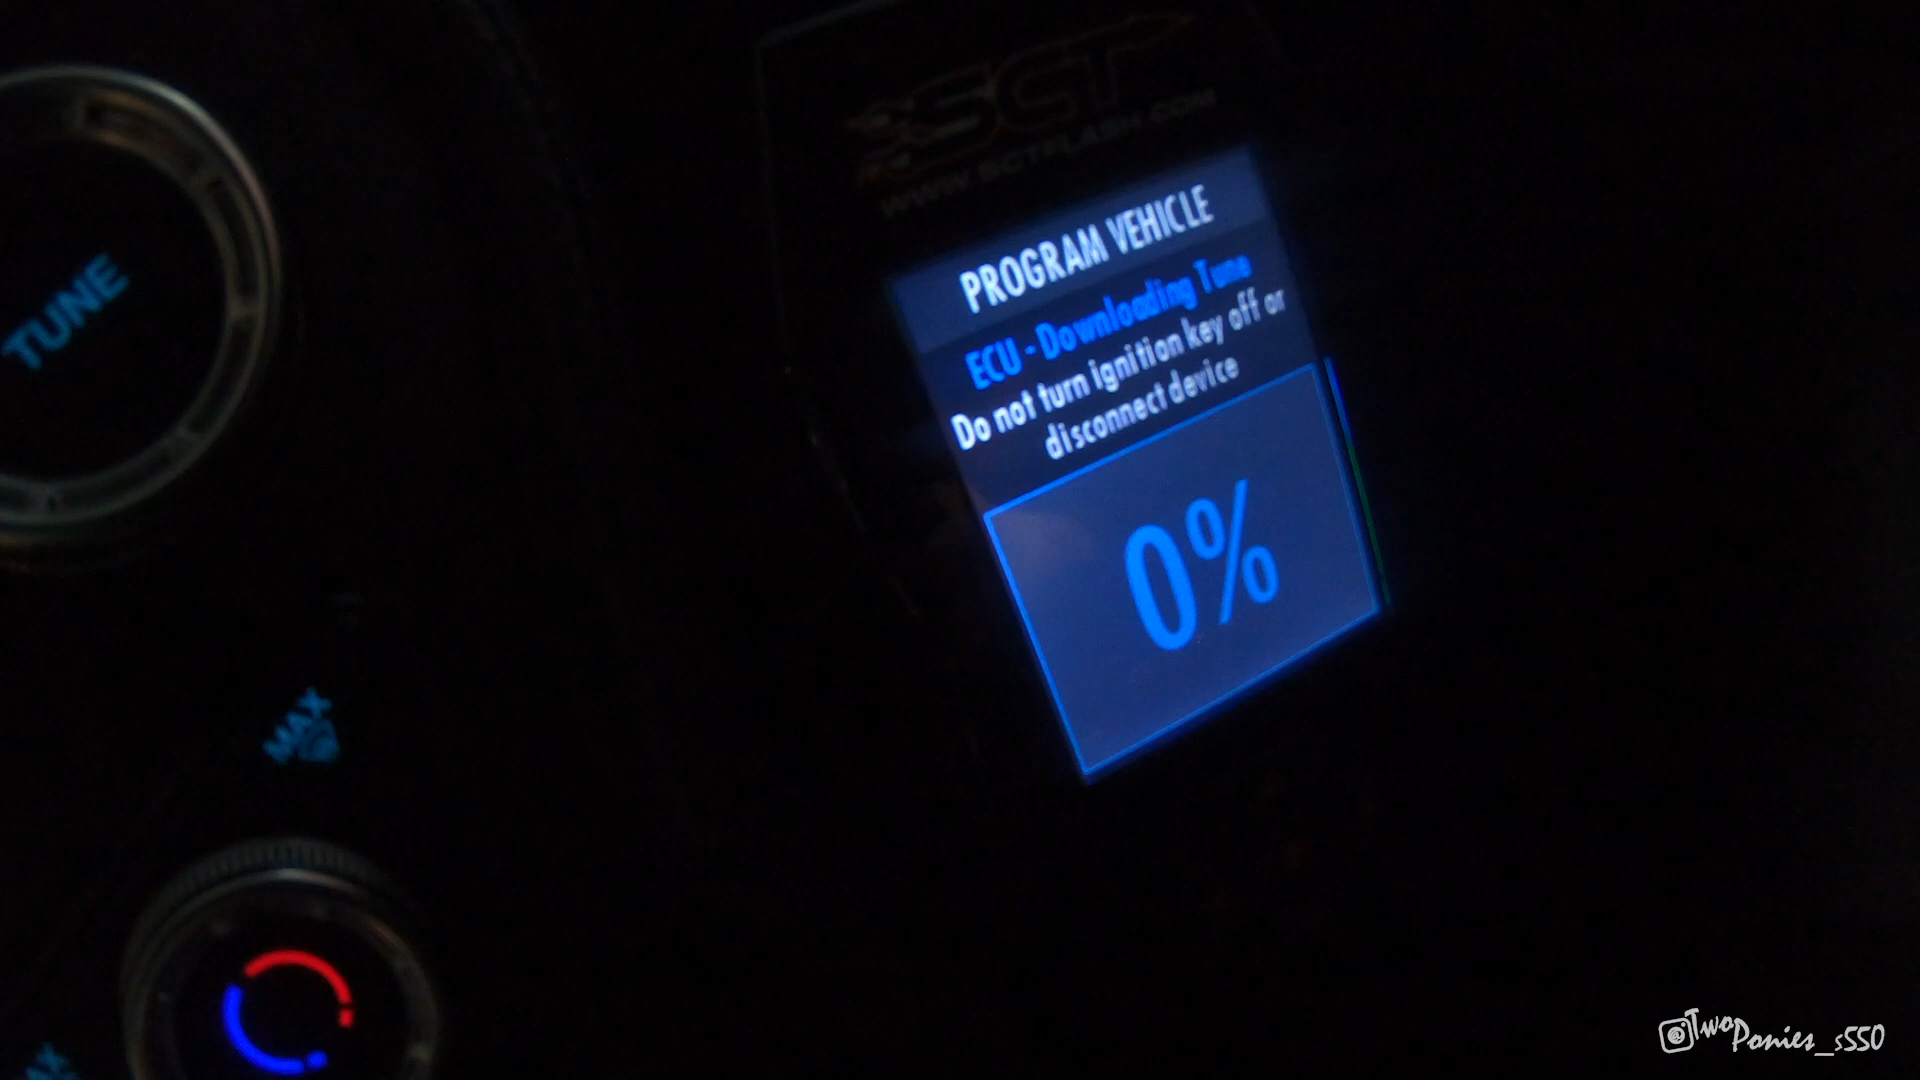 SCT
WWW.SCTFLASH.COM
PROGRAM VEHICLE
ECU - Downloading Tune
Do not turn ignition key off or
disconnect device
0%
TUNE
MAX
TwoPonies_s550